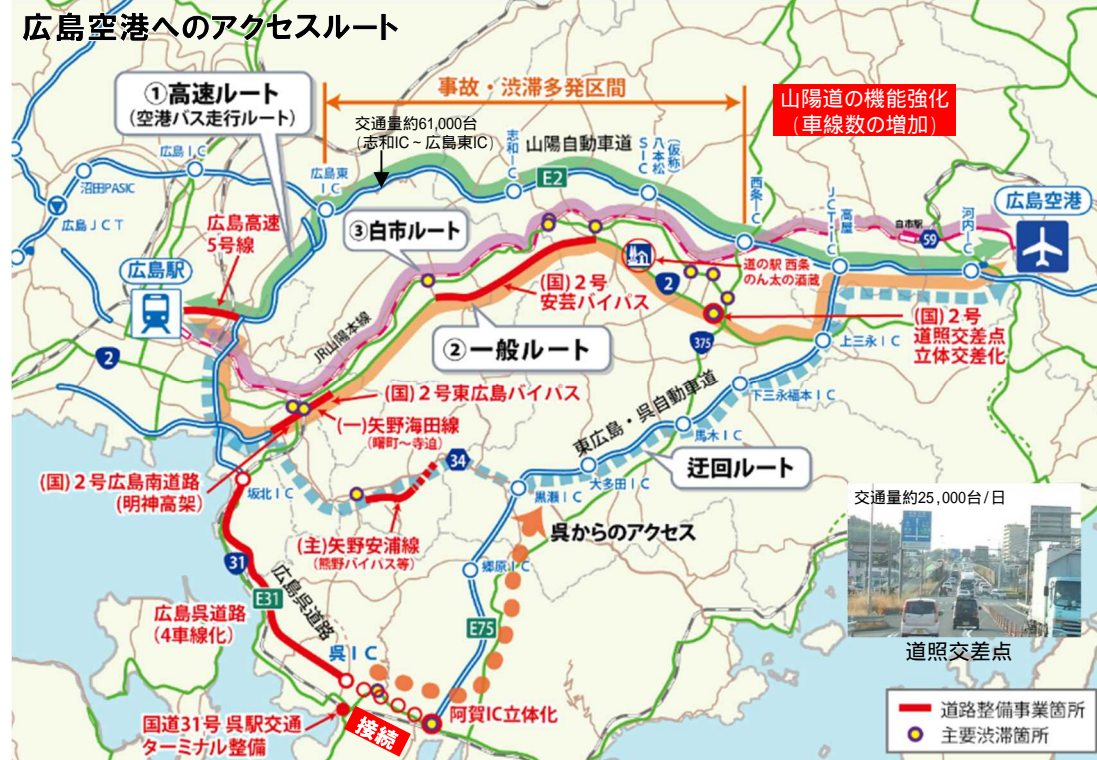 広島空港へのアクセスルート
①高速ルート
(空港バス走行ルート)
事故・渋滞多発区間
交通量約61,000台
(志和IC~広島東IC)
山陽道の機能強化
(車線数の増加)
広島IC
沼田PASIC
広島JCT
広島東
IC
志和IC
山陽自動車道
E2
(仮称)
八本松
SIC
西条IC
高屋
JCT・IC
白市駅
59
河内IC
広島空港
広島高速
5号線
広島駅
③白市ルート
道の駅 西条
のん太の酒蔵
(国)2号
安芸バイパス
2
(国)2号
道照交差点
立体交差化
JR山陽本線
②一般ルート
375
上三永IC
2
(国)2号東広島バイパス
下三永福本IC
(一)矢野海田線
(曙町~寺迫)
東広島・呉自動車道
馬木IC
34
迂回ルート
(国)2号広島南道路
(明神高架)
坂北IC
大多田IC
黒瀬IC
交通量約25,000台/日
呉からのアクセス
(主)矢野安浦線
(熊野バイパス等)
31
郷原IC
広島呉道路
E31
広島呉道路
(4車線化)
E75
呉IC
道照交差点
阿賀IC立体化
国道31号 呉駅交通
ターミナル整備
接続
道路整備事業箇所
主要渋滞箇所